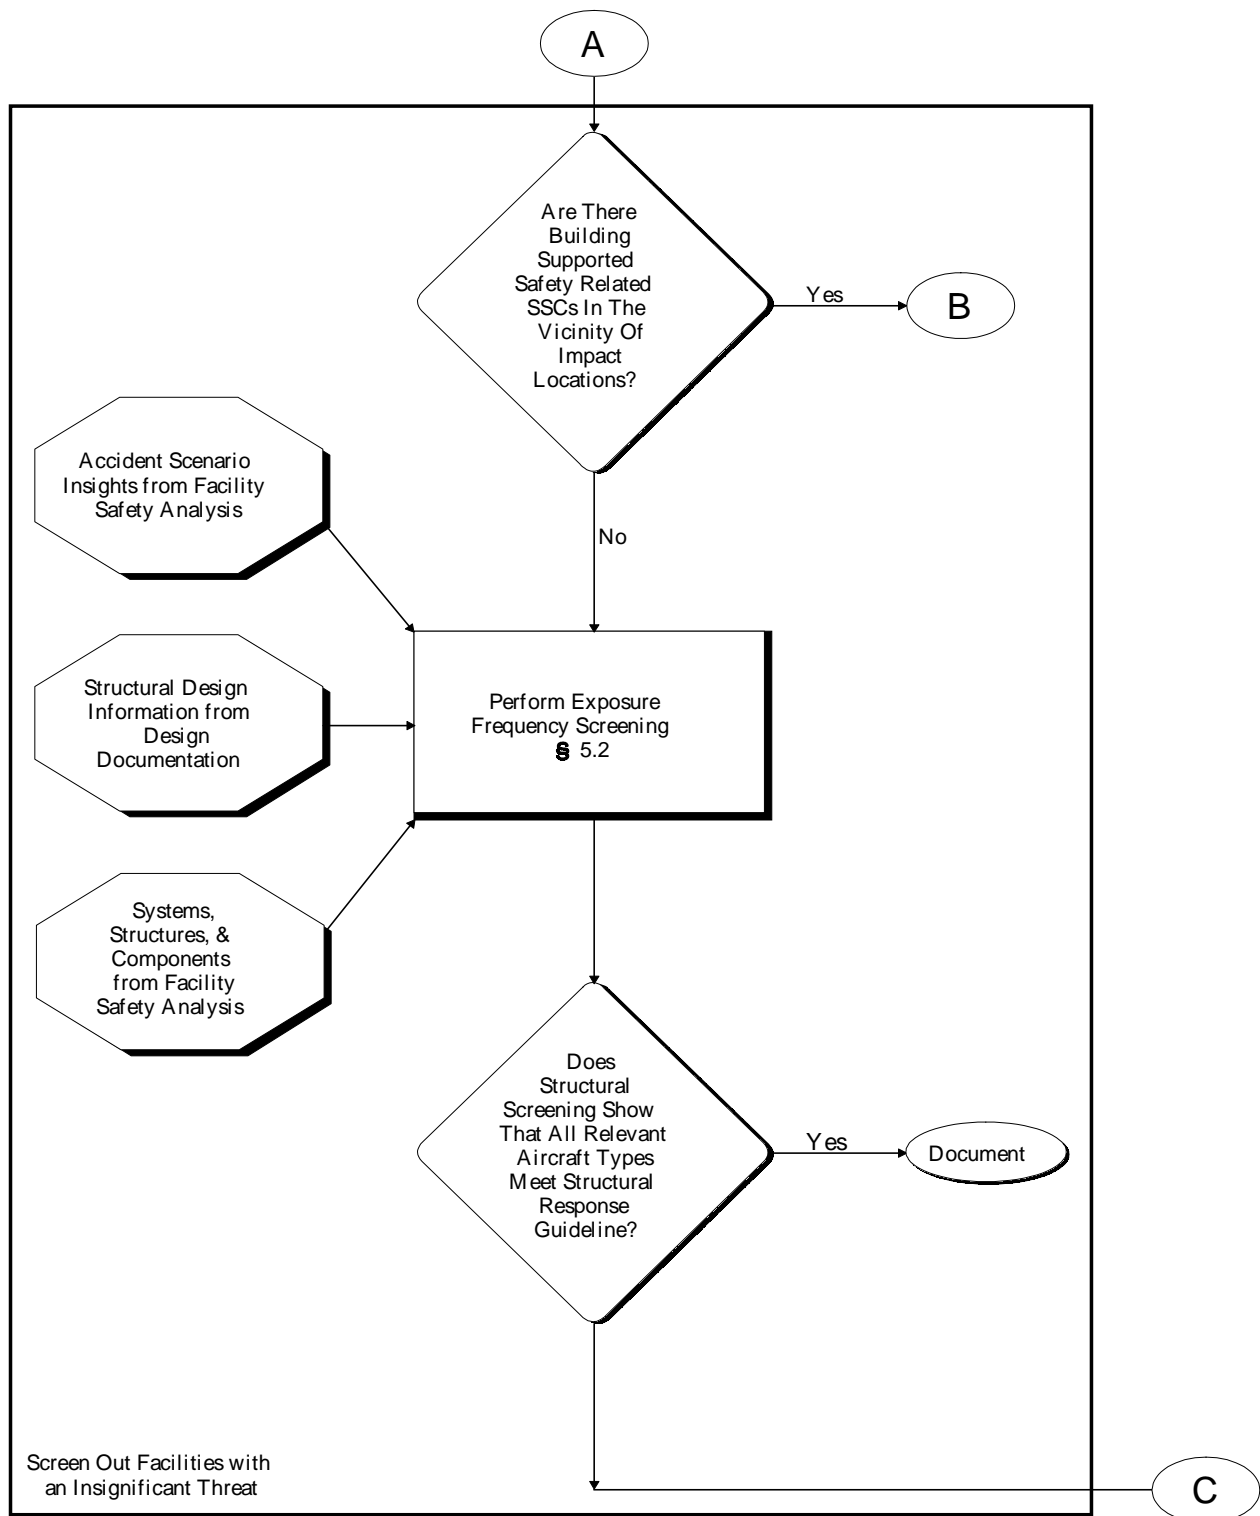 A
Are There
Building
Supported
Safety Related
SSCs In The
Vicinity Of
Impact
Locations?
Yes
B
Accident Scenario
Insights from Facility
Safety Analysis
No
Structural Design
Information from
Design
Documentation
Perform Exposure
Frequency Screening
§ 5.2
Systems,
Structures, &
Components
from Facility
Safety Analysis
Does
Structural
Screening Show
That All Relevant
Aircraft Types
Meet Structural
Response
Guideline?
Yes
Document
Screen Out Facilities with
an Insignificant Threat
C